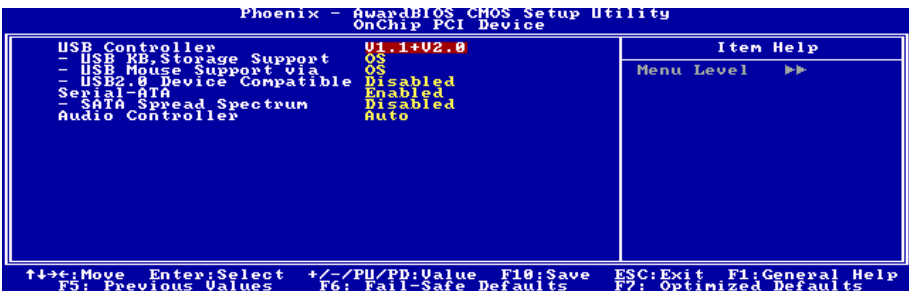 Phoenix - AwardBIOS CMOS Setup Utility
OnChip PCI Device
USB Controller V1.1+V2.0
- USB KB,Storage Support OS
- USB Mouse Support via OS
- USB2.0 Device Compatible Disabled
Serial-ATA Enabled
- SATA Spread Spectrum Disabled
Audio Controller Auto
Item Help
Menu Level ►►
↑↓→←:Move Enter:Select +/-/PU/PD:Value F10:Save ESC:Exit F1:General Help
F5: Previous Values F6: Fail-Safe Defaults F7: Optimized Defaults